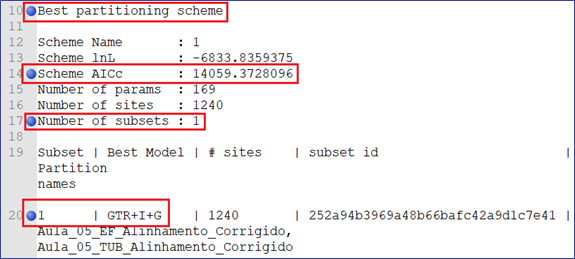 10 Best partitioning scheme
11
12 Scheme Name : 1
13 Scheme lnL : -6833.8359375
14 Scheme AICc : 14059.3728096
15 Number of params : 169
16 Number of sites : 1240
17 Number of subsets : 1
18
19 Subset | Best Model | # sites | subset id |
Partition
names
20 1 | GTR+I+G | 1240 | 252a94b3969a48b66bafc42a9d1c7e41 |
Aula_05_EF_Alinhamento_Corrigido,
Aula_05_TUB_Alinhamento_Corrigido